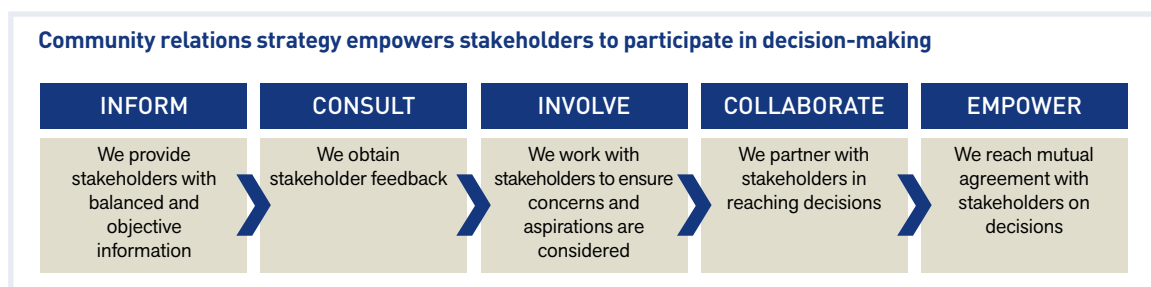 Community relations strategy empowers stakeholders to participate in decision-making
INFORM
We provide
stakeholders with
balanced and
objective
information
CONSULT
We obtain
stakeholder feedback
INVOLVE
We work with
stakeholders to ensure
concerns and
aspirations are
considered
COLLABORATE
We partner with
stakeholders in
reaching decisions
EMPOWER
We reach mutual
agreement with
stakeholders on
decisions